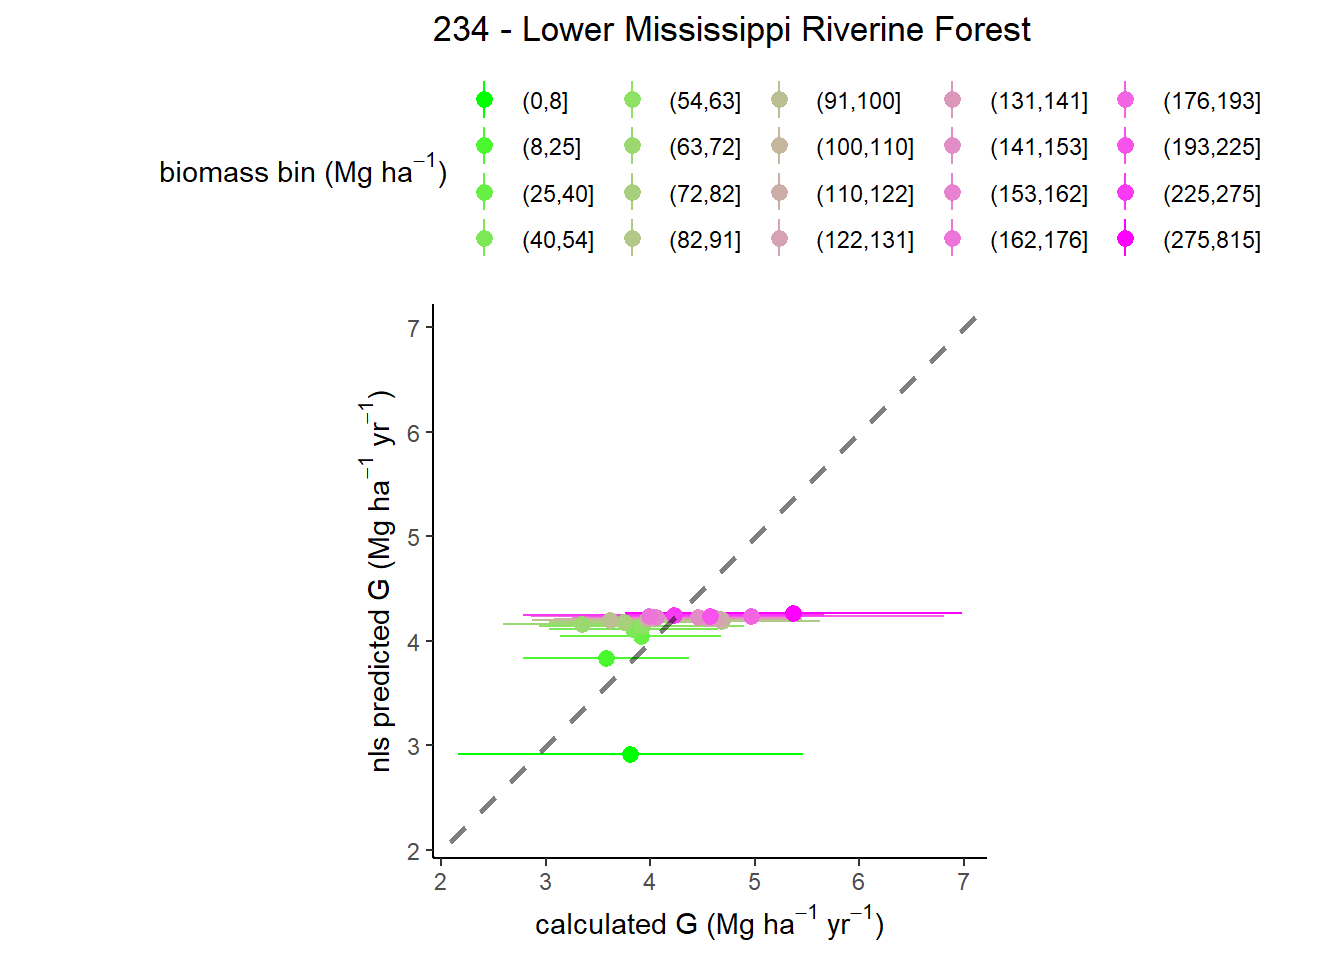 234 - Lower Mississippi Riverine Forest
biomass bin (Mg ha⁻¹)
(0,8] (54,63] (91,100] (131,141] (176,193]
(8,25] (63,72] (100,110] (141,153] (193,225]
(25,40] (72,82] (110,122] (153,162] (225,275]
(40,54] (82,91] (122,131] (162,176] (275,815]
nls predicted G (Mg ha⁻¹ yr⁻¹)
7
6
5
4
3
2
2 3 4 5 6 7
calculated G (Mg ha⁻¹ yr⁻¹)